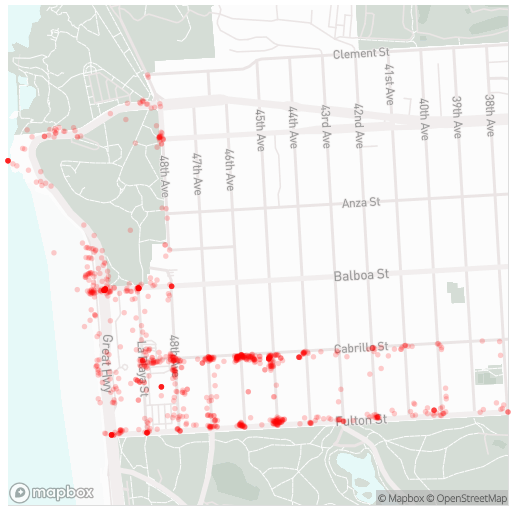 Clement St
41st Ave
38th Ave
39th Ave
40th Ave
42nd Ave
43rd Ave
44th Ave
45th Ave
46th Ave
47th Ave
48th Ave
Anza St
Balboa St
Cabrillo St
48th
La Playa St
Great Hwy
Fulton St
mapbox
© Mapbox © OpenStreetMap